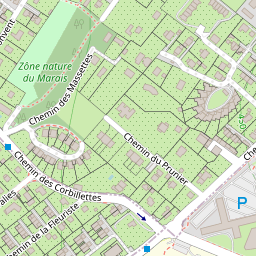 Zône nature
du Marais
Chemin des Massettes
Chemin du Prunier
Chemin des Corbillettes
Chemin de la Fleuriste
P